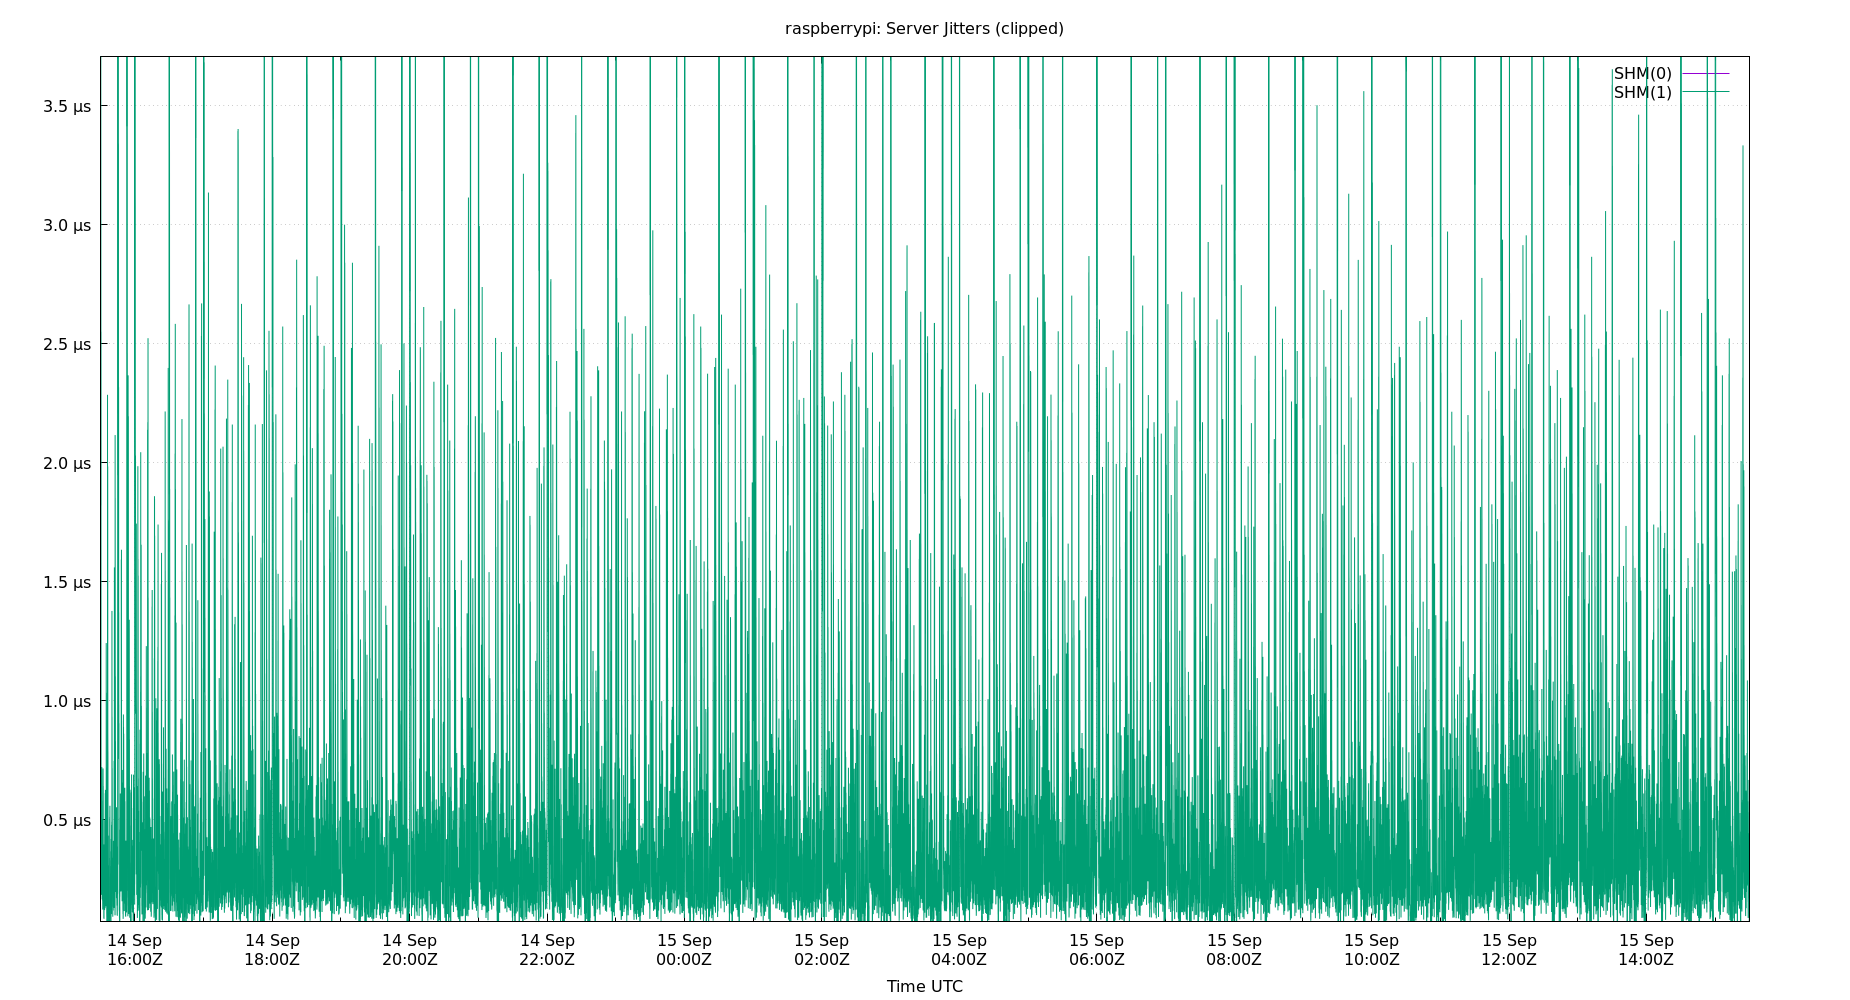 raspberrypi: Server Jitters (clipped)
SHM(0)
SHM(1)
3.5 µs
3.0 µs
2.5 µs
2.0 µs
1.5 µs
1.0 µs
0.5 µs
14 Sep 14 Sep 14 Sep 14 Sep 15 Sep 15 Sep 15 Sep 15 Sep 15 Sep 15 Sep 15 Sep 15 Sep
16:00Z 18:00Z 20:00Z 22:00Z 00:00Z 02:00Z 04:00Z 06:00Z 08:00Z 10:00Z 12:00Z 14:00Z
Time UTC